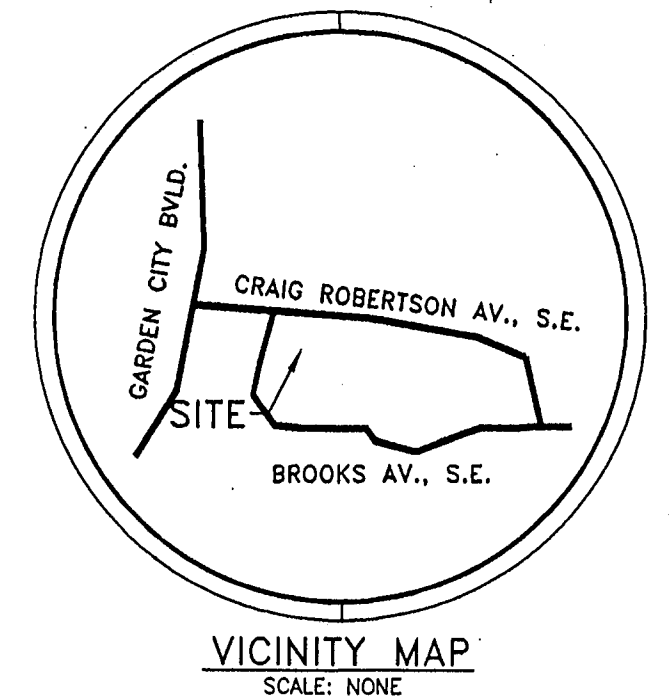 GARDEN CITY BVLD.
CRAIG ROBERTSON AV., S.E.
SITE
BROOKS AV., S.E.
VICINITY MAP
SCALE: NONE